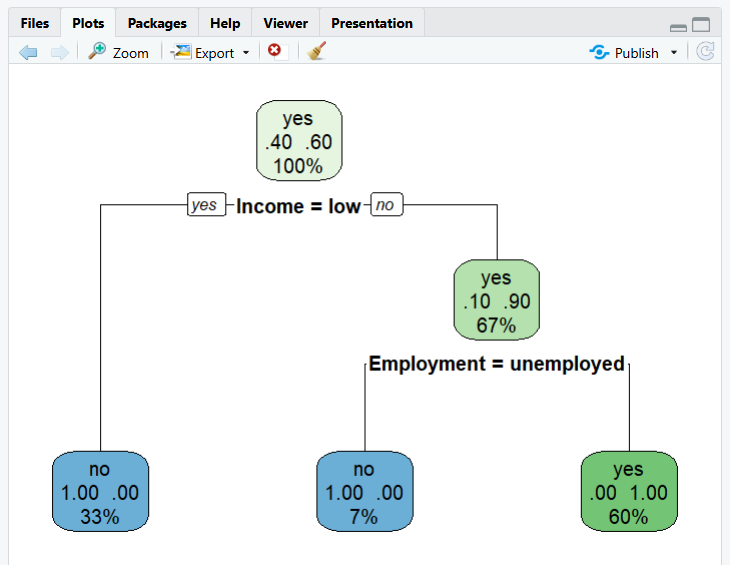 Files Plots Packages Help Viewer Presentation
Zoom Export Publish
yes
.40 .60
100%
yes Income = low no
yes
.10 .90
67%
Employment = unemployed
no
1.00 .00
33%
no
1.00 .00
7%
yes
.00 1.00
60%